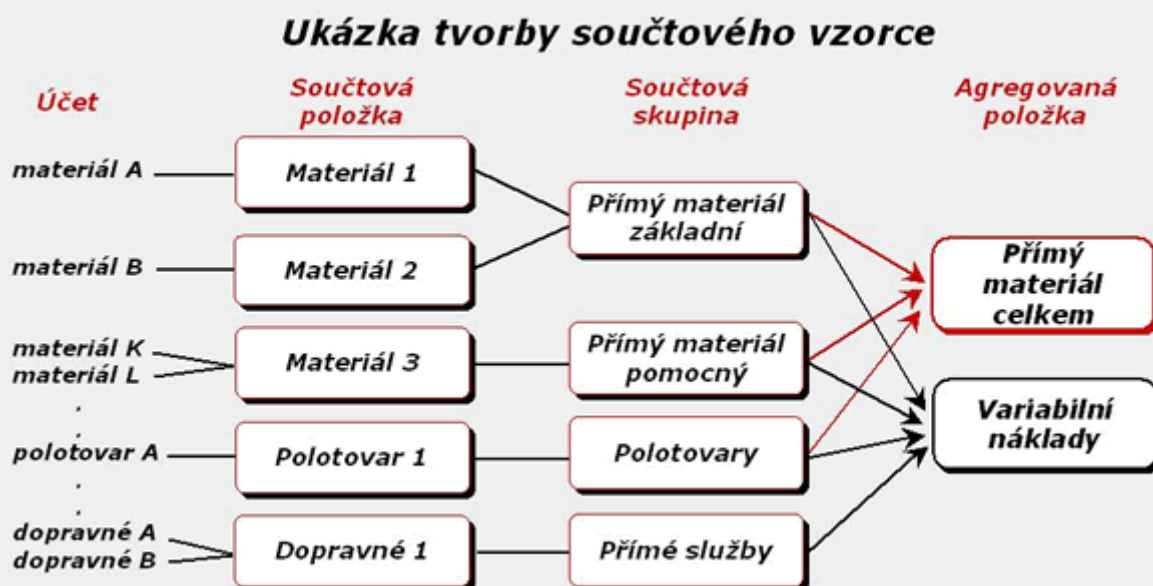 Ukázka tvorby součtového vzorce
Účet
Součtová
položka
Součtová
skupina
Agregovaná
položka
materiál A
Materiál 1
Přímý materiál
základní
materiál B
Materiál 2
Přímý
materiál
celkem
materiál K
materiál L
Materiál 3
Přímý materiál
pomocný
Variabilní
náklady
polotovar A
Polotovar 1
Polotovary
dopravné A
dopravné B
Dopravné 1
Přímé služby